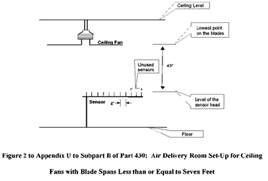 Ceiling Level
Lowest point
on the blades
Ceiling Fan
Unused
sensors
43"
Sensor
4"
Level of the
sensor head
Floor
Figure 2 to Appendix U to Subpart B of Part 430: Air Delivery Room Set-Up for Ceiling
Fans with Blade Spans Less than or Equal to Seven Feet